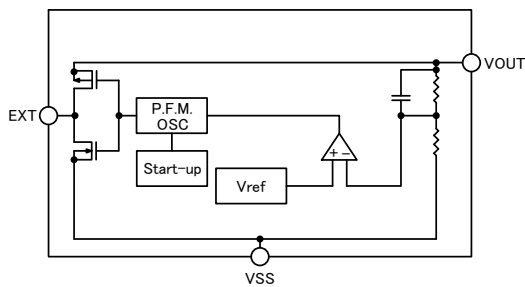 VOUT
EXT
P.F.M.
OSC
Start-up
Vref
+ -
VSS